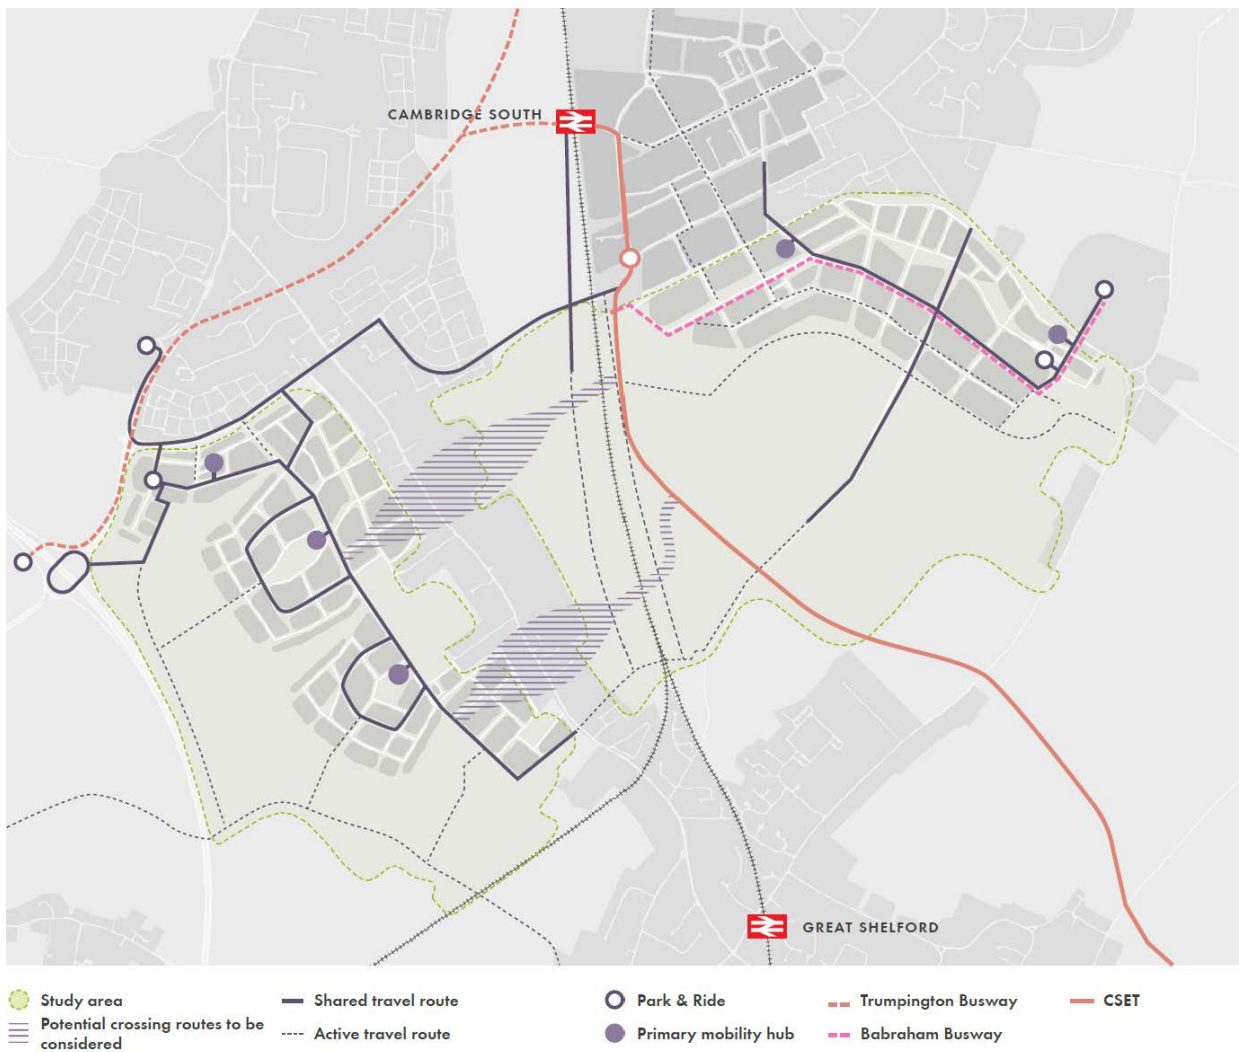 CAMBRIDGE SOUTH
GREAT SHELFORD
Study area
Potential crossing routes to be
considered
Shared travel route
Active travel route
Park & Ride
Primary mobility hub
Trumpington Busway
Babraham Busway
CSET